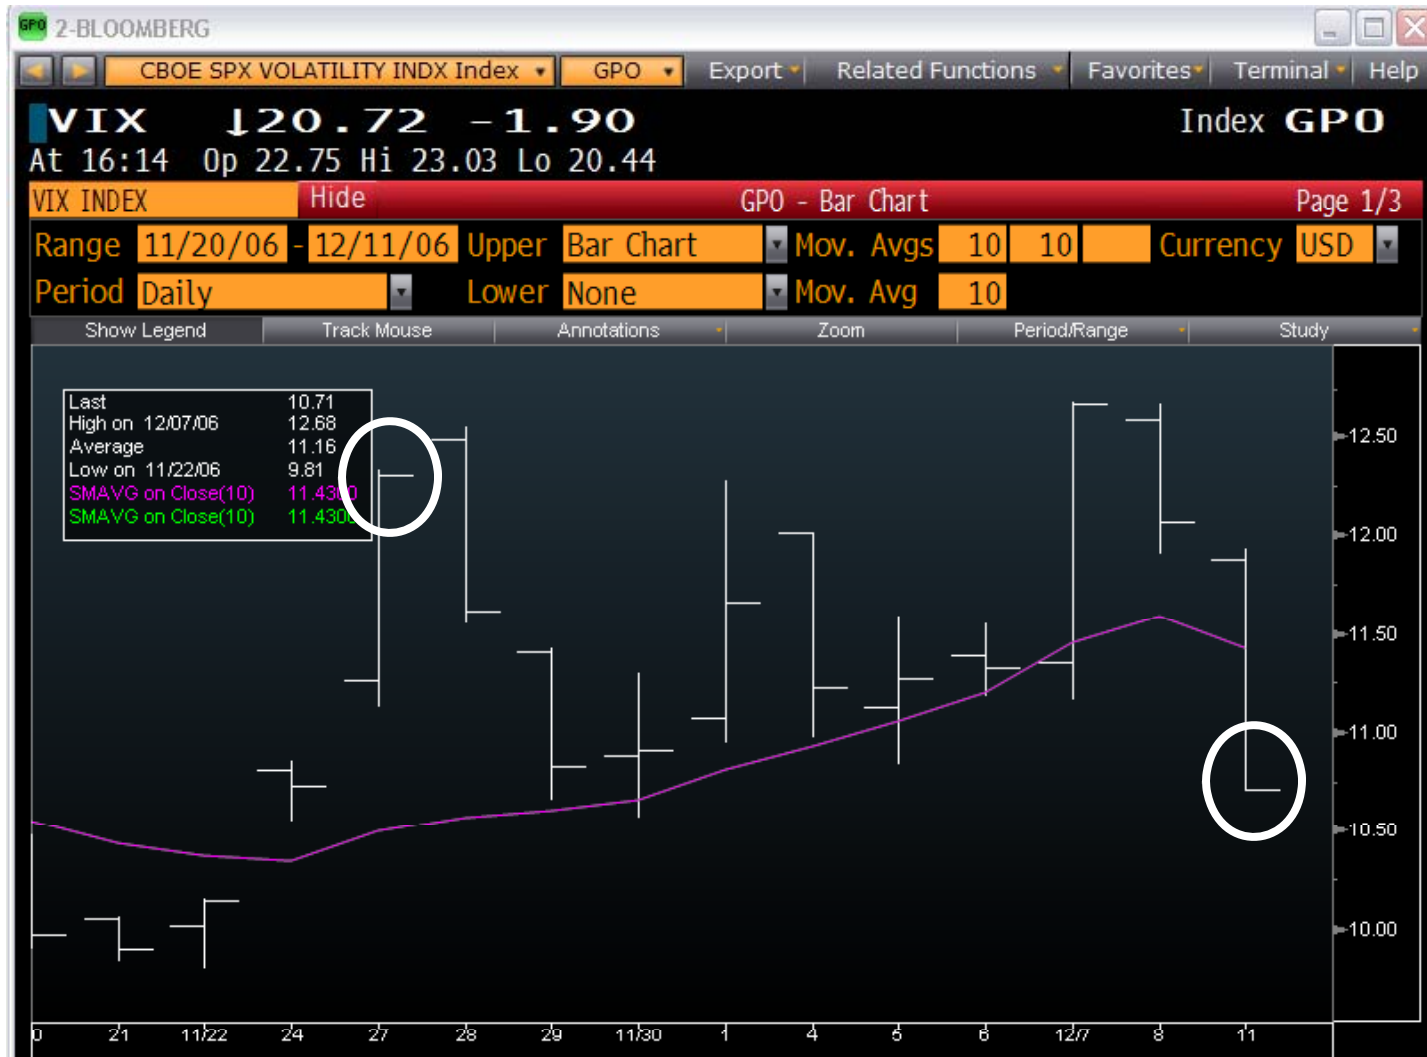 GPO 2-BLOOMBERG
CBOE SPX VOLATILITY INDX Index GPO Export Related Functions Favorites Terminal Help
VIX ↓20.72 -1.90 Index GPO
At 16:14 Op 22.75 Hi 23.03 Lo 20.44
VIX INDEX Hide GPO - Bar Chart Page 1/3
Range 11/20/06 - 12/11/06 Upper Bar Chart Mov. Avgs 10 10 Currency USD
Period Daily Lower None Mov. Avg 10
Show Legend Track Mouse Annotations Zoom Period/Range Study
Last 10.71
High on 12/07/06 12.68
Average 11.16
Low on 11/22/06 9.81
SMAVG on Close(10) 11.4300
SMAVG on Close(10) 11.4300
12.50
12.00
11.50
11.00
10.50
10.00
0 21 11/22 24 27 28 29 11/30 1 4 5 6 12/7 8 11